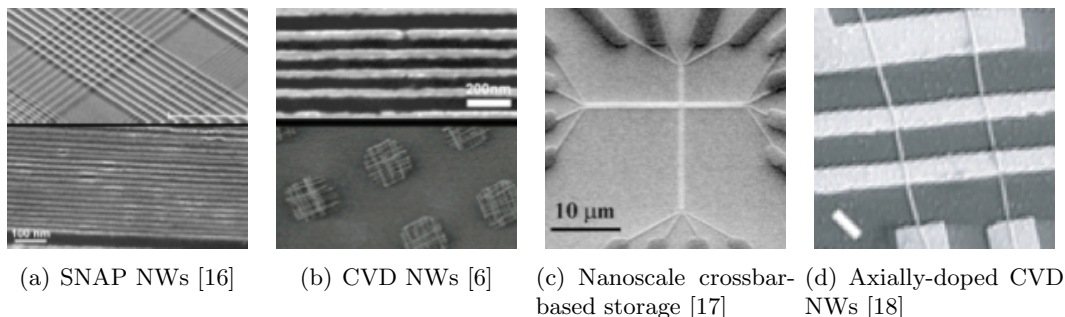 100 nm
200nm
10 µm
(a) SNAP NWs [16]
(b) CVD NWs [6]
(c) Nanoscale crossbar-
based storage [17]
(d) Axially-doped CVD
NWs [18]